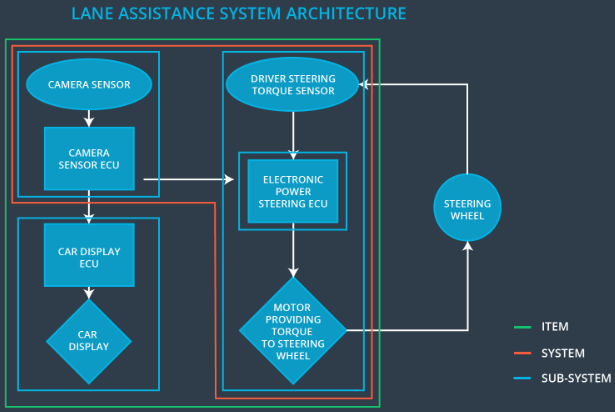 LANE ASSISTANCE SYSTEM ARCHITECTURE
CAMERA SENSOR
CAMERA
SENSOR ECU
CAR DISPLAY
ECU
CAR
DISPLAY
DRIVER STEERING
TORQUE SENSOR
ELECTRONIC
POWER
STEERING ECU
MOTOR
PROVIDING
TORQUE
TO STEERING
WHEEL
STEERING
WHEEL
ITEM
SYSTEM
SUB-SYSTEM